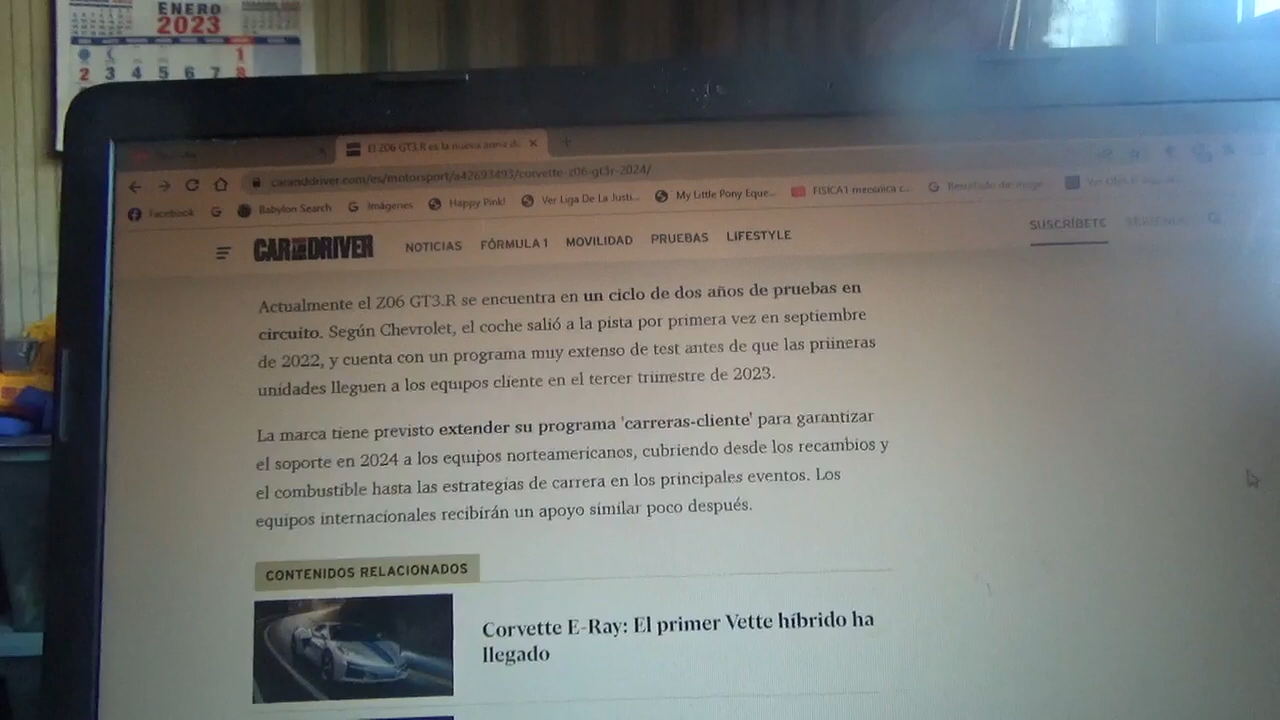 ENERO
2023
1
2 3 4 5 6 7 8
El Z06 GT3.R es la nueva arma d
caranddriver.com/es/motorsport/a42693493/corvette-z06-gt3r-2024/
Facebook Babylon Search Imágenes Happy Pink! Ver Liga De La Justi... My Little Pony Eque... FISICA1 mecánica c... Resultado de image
CAR AND DRIVER NOTICIAS FÓRMULA 1 MOVILIDAD PRUEBAS LIFESTYLE SUSCRÍBETE
Actualmente el Z06 GT3.R se encuentra en un ciclo de dos años de pruebas en
circuito. Según Chevrolet, el coche salió a la pista por primera vez en septiembre
de 2022, y cuenta con un programa muy extenso de test antes de que las primeras
unidades lleguen a los equipos cliente en el tercer trimestre de 2023.
La marca tiene previsto extender su programa 'carreras-cliente' para garantizar
el soporte en 2024 a los equipos norteamericanos, cubriendo desde los recambios y
el combustible hasta las estrategias de carrera en los principales eventos. Los
equipos internacionales recibirán un apoyo similar poco después.
CONTENIDOS RELACIONADOS
Corvette E-Ray: El primer Vette híbrido ha
llegado